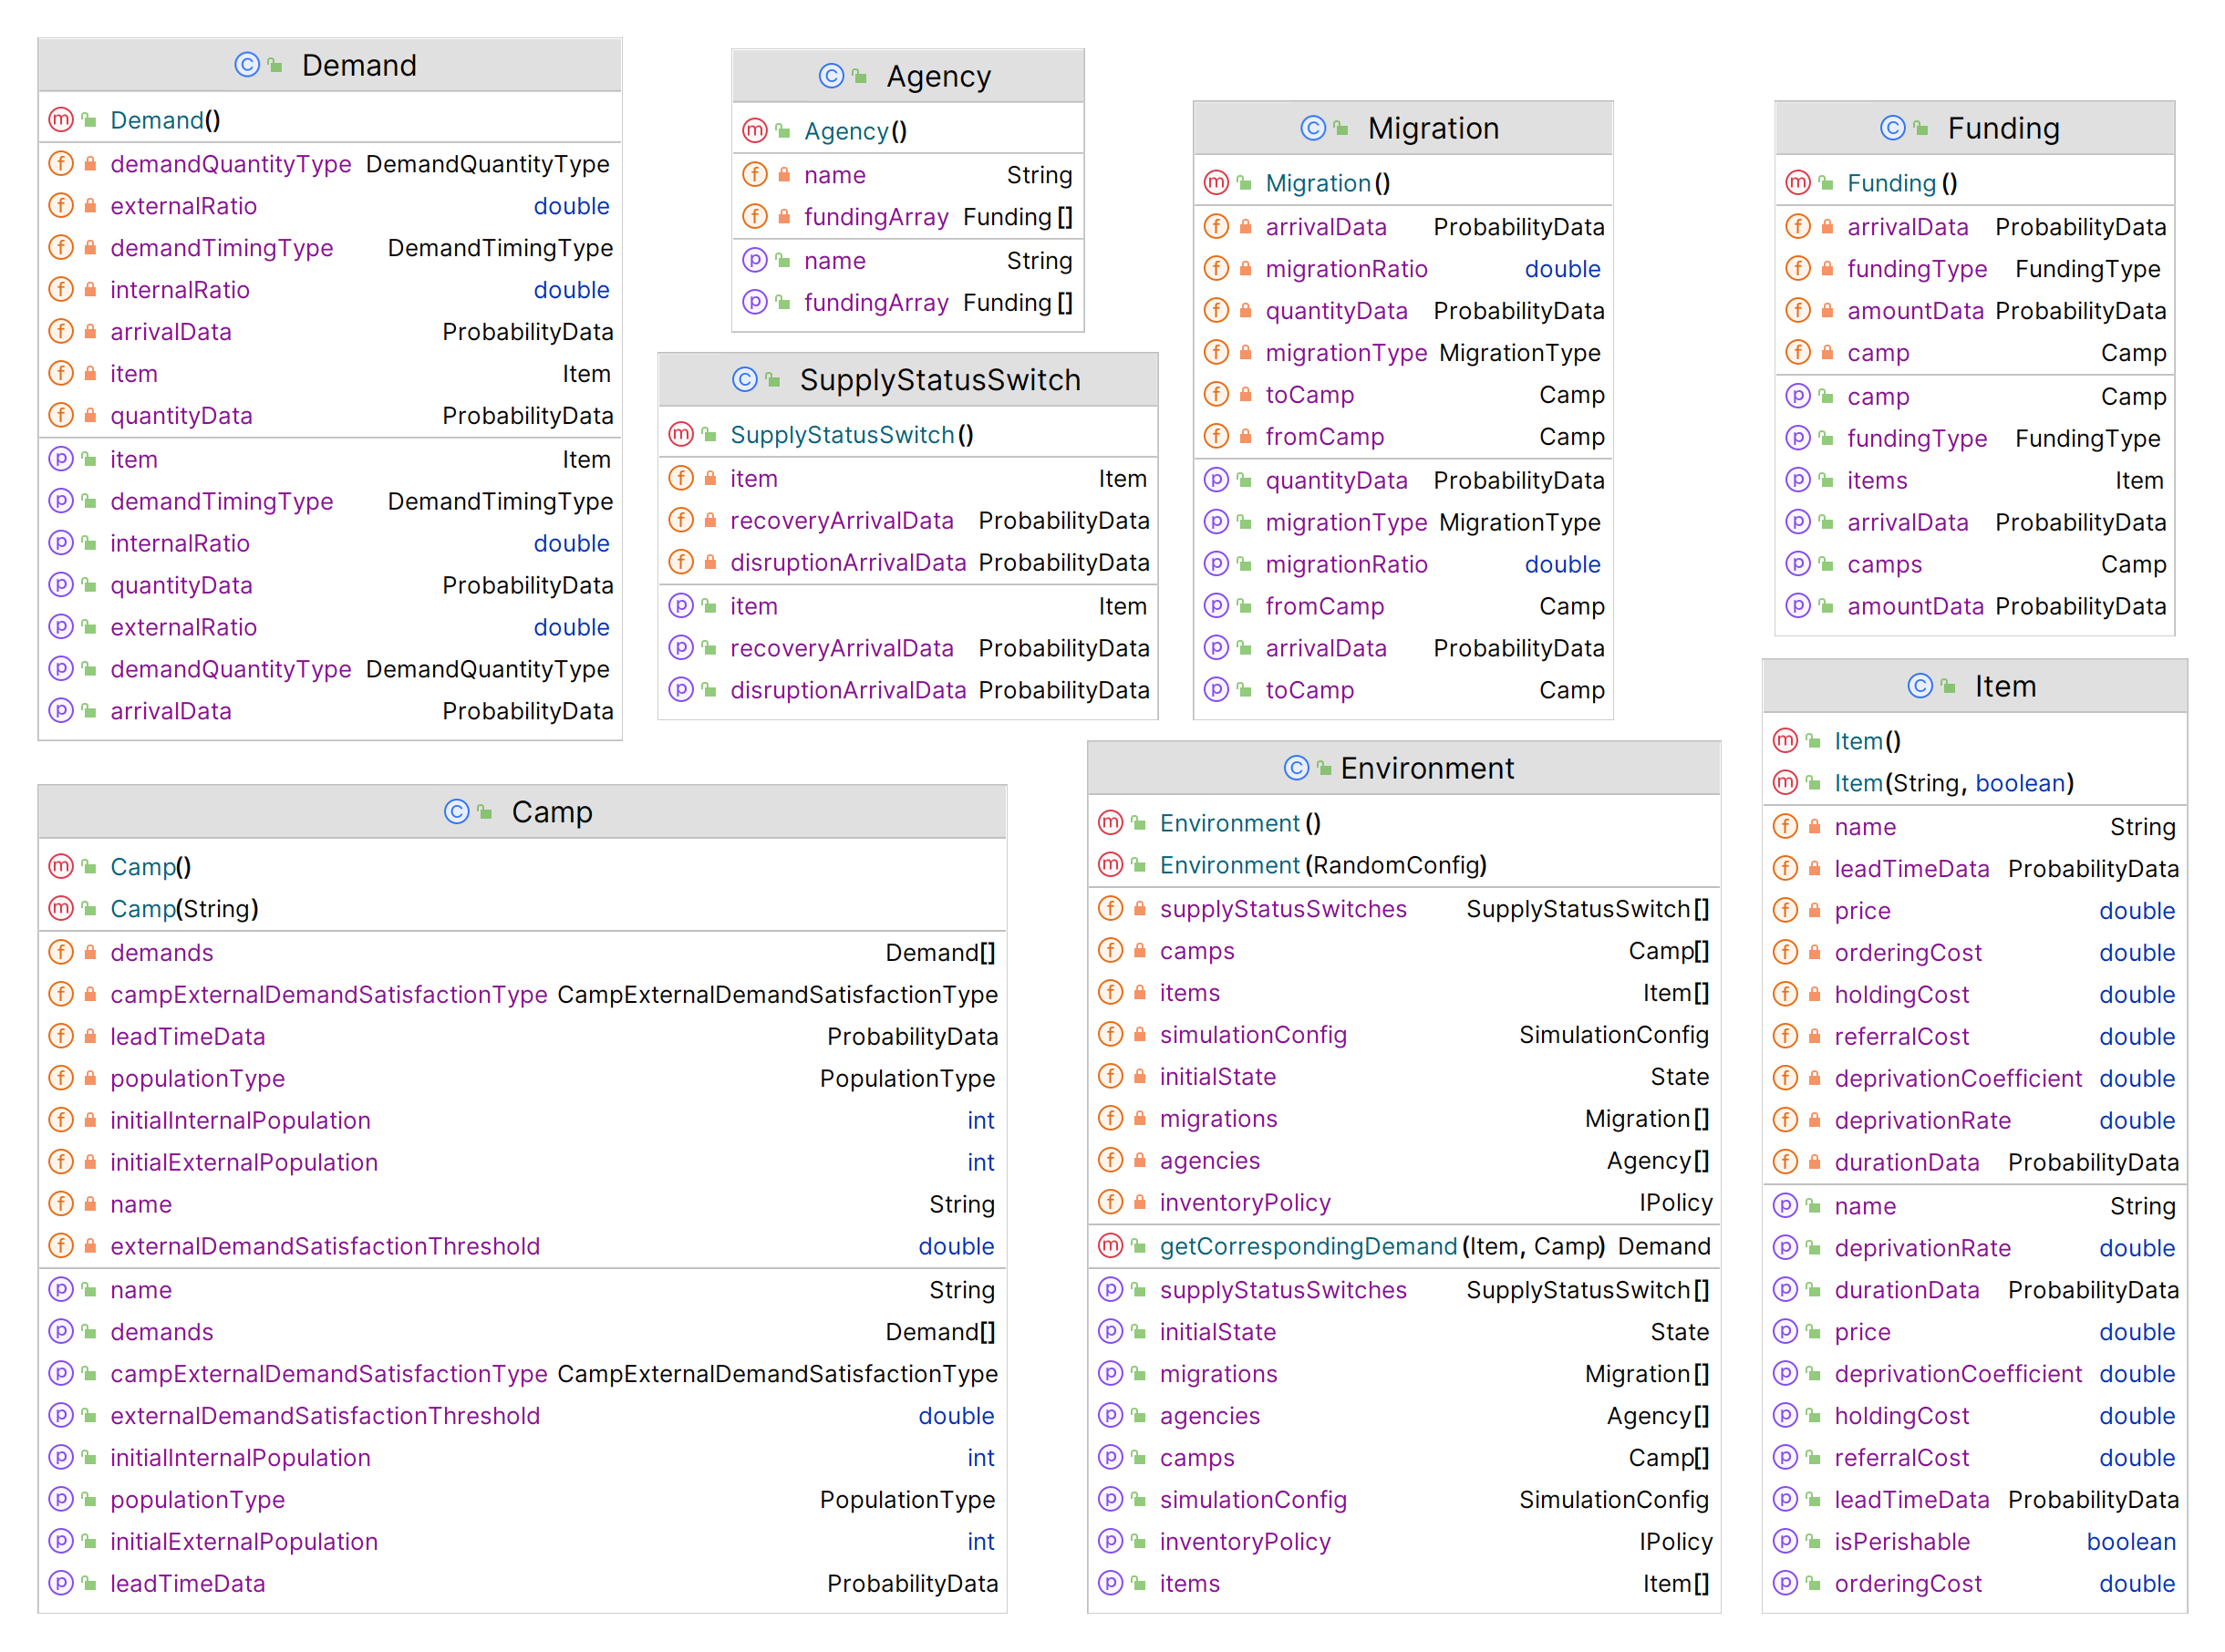 Demand
Demand()
demandQuantityType DemandQuantityType
externalRatio double
demandTimingType DemandTimingType
internalRatio double
arrivalData ProbabilityData
item Item
quantityData ProbabilityData
item Item
demandTimingType DemandTimingType
internalRatio double
quantityData ProbabilityData
externalRatio double
demandQuantityType DemandQuantityType
arrivalData ProbabilityData
Agency
Agency()
name String
fundingArray Funding[]
name String
fundingArray Funding[]
SupplyStatusSwitch
SupplyStatusSwitch()
item Item
recoveryArrivalData ProbabilityData
disruptionArrivalData ProbabilityData
item Item
recoveryArrivalData ProbabilityData
disruptionArrivalData ProbabilityData
Migration
Migration()
arrivalData ProbabilityData
migrationRatio double
quantityData ProbabilityData
migrationType MigrationType
toCamp Camp
fromCamp Camp
quantityData ProbabilityData
migrationType MigrationType
migrationRatio double
fromCamp Camp
arrivalData ProbabilityData
toCamp Camp
Funding
Funding()
arrivalData ProbabilityData
fundingType FundingType
amountData ProbabilityData
camp Camp
camp Camp
fundingType FundingType
items Item
arrivalData ProbabilityData
camps Camp
amountData ProbabilityData
Camp
Camp()
Camp(String)
demands Demand[]
campExternalDemandSatisfactionType CampExternalDemandSatisfactionType
leadTimeData ProbabilityData
populationType PopulationType
initialInternalPopulation int
initialExternalPopulation int
name String
externalDemandSatisfactionThreshold double
name String
demands Demand[]
campExternalDemandSatisfactionType CampExternalDemandSatisfactionType
externalDemandSatisfactionThreshold double
initialInternalPopulation int
populationType PopulationType
initialExternalPopulation int
leadTimeData ProbabilityData
Environment
Environment()
Environment(RandomConfig)
supplyStatusSwitches SupplyStatusSwitch[]
camps Camp[]
items Item[]
simulationConfig SimulationConfig
initialState State
migrations Migration[]
agencies Agency[]
inventoryPolicy IPolicy
getCorrespondingDemand(Item, Camp) Demand
supplyStatusSwitches SupplyStatusSwitch[]
initialState State
migrations Migration[]
agencies Agency[]
camps Camp[]
simulationConfig SimulationConfig
inventoryPolicy IPolicy
items Item[]
Item
Item()
Item(String, boolean)
name String
leadTimeData ProbabilityData
price double
orderingCost double
holdingCost double
referralCost double
deprivationCoefficient double
deprivationRate double
durationData ProbabilityData
name String
deprivationRate double
durationData ProbabilityData
price double
deprivationCoefficient double
holdingCost double
referralCost double
leadTimeData ProbabilityData
isPerishable boolean
orderingCost double